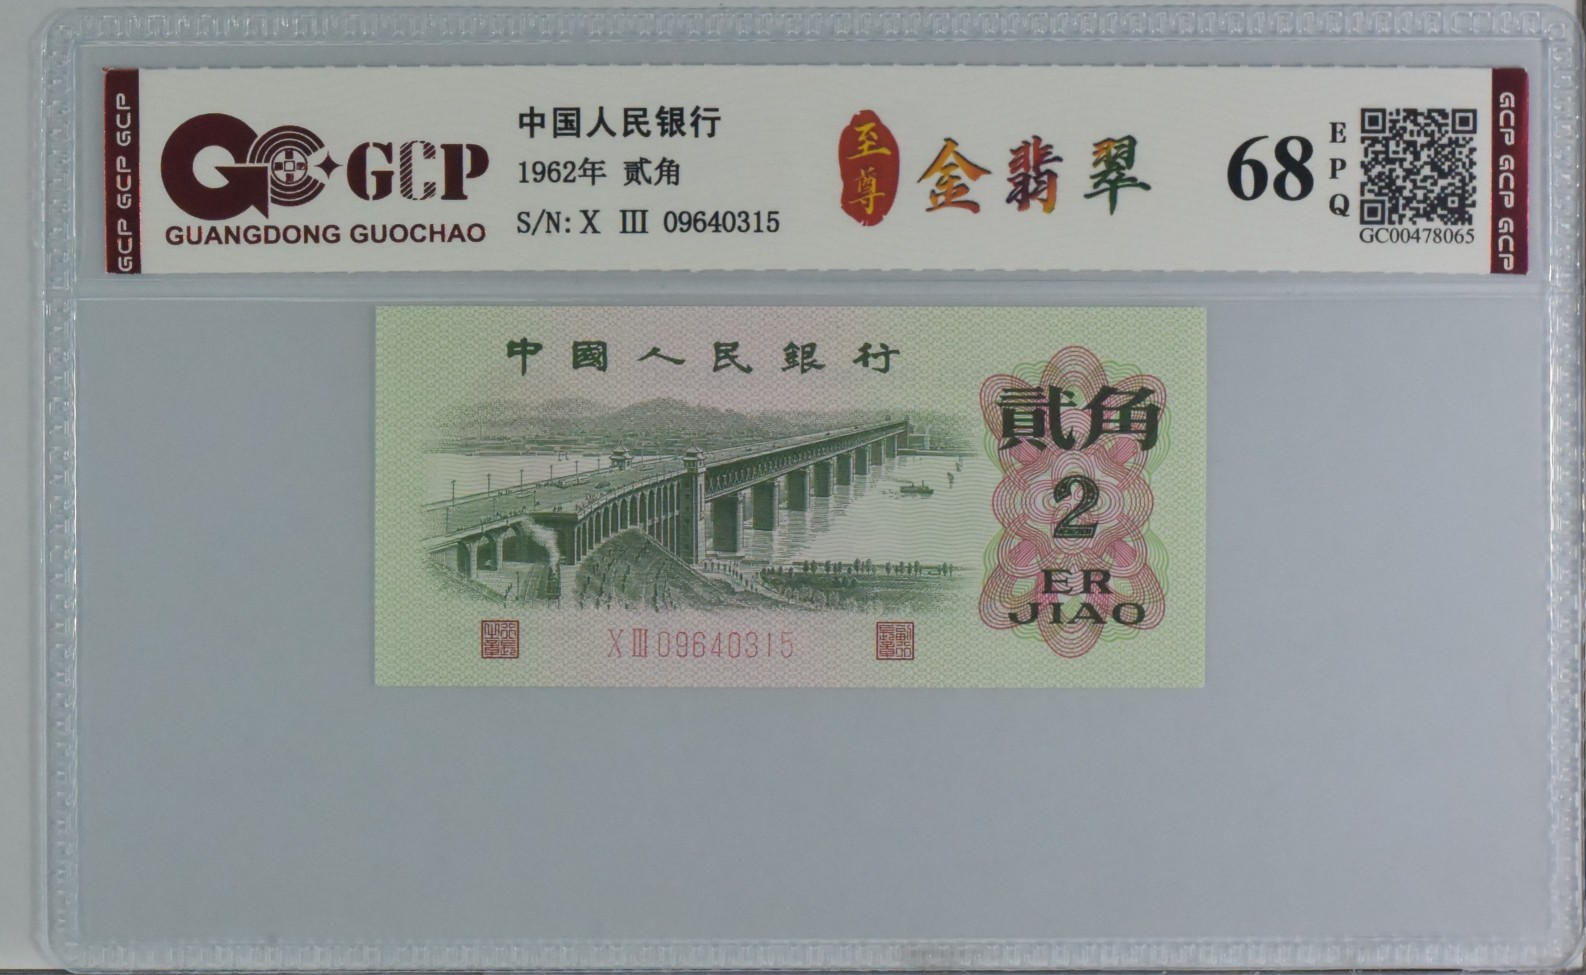 GCP GCP GCP
GCP
GUANGDONG GUOCHAO
中国人民银行
1962年 贰角
S/N: X Ⅲ 09640315
至尊
金翡翠
68
EPQ
GC00478065
GCP GCP GCP
中國人民銀行
貳角
2
ER
JIAO
X Ⅲ 09640315